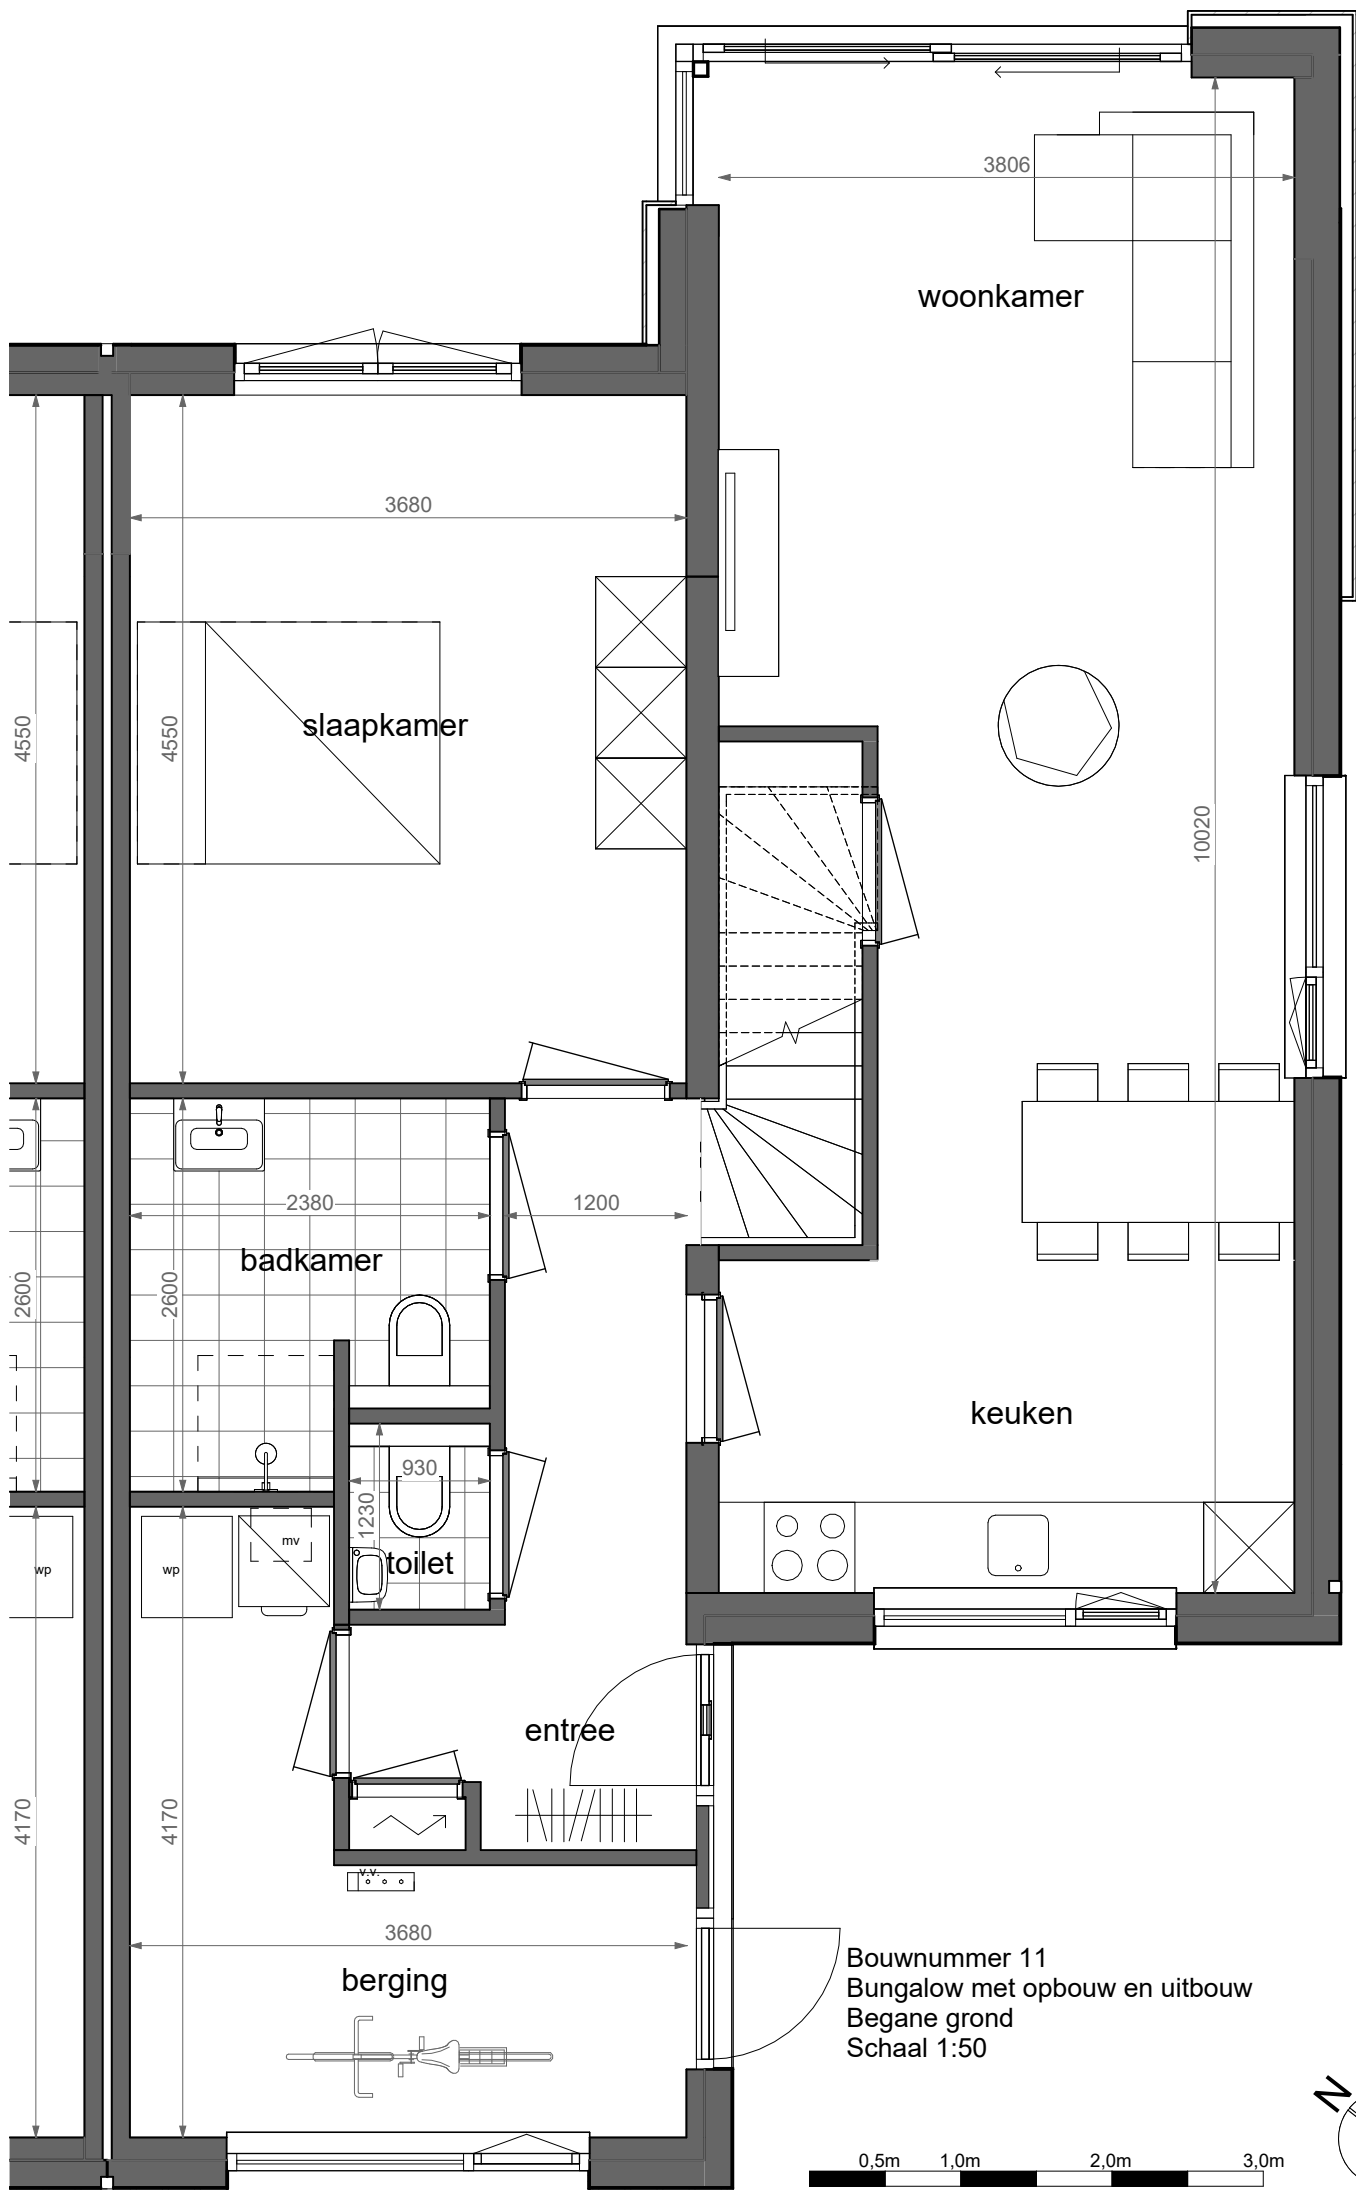 3806
woonkamer
3680
4550
4550
slaapkamer
10020
2380
1200
badkamer
2600
2600
keuken
930
1230
toilet
mv
wp
wp
entree
4170
4170
v.v.
3680
berging
Bouwnummer 11
Bungalow met opbouw en uitbouw
Begane grond
Schaal 1:50
N
0,5m 1,0m 2,0m 3,0m